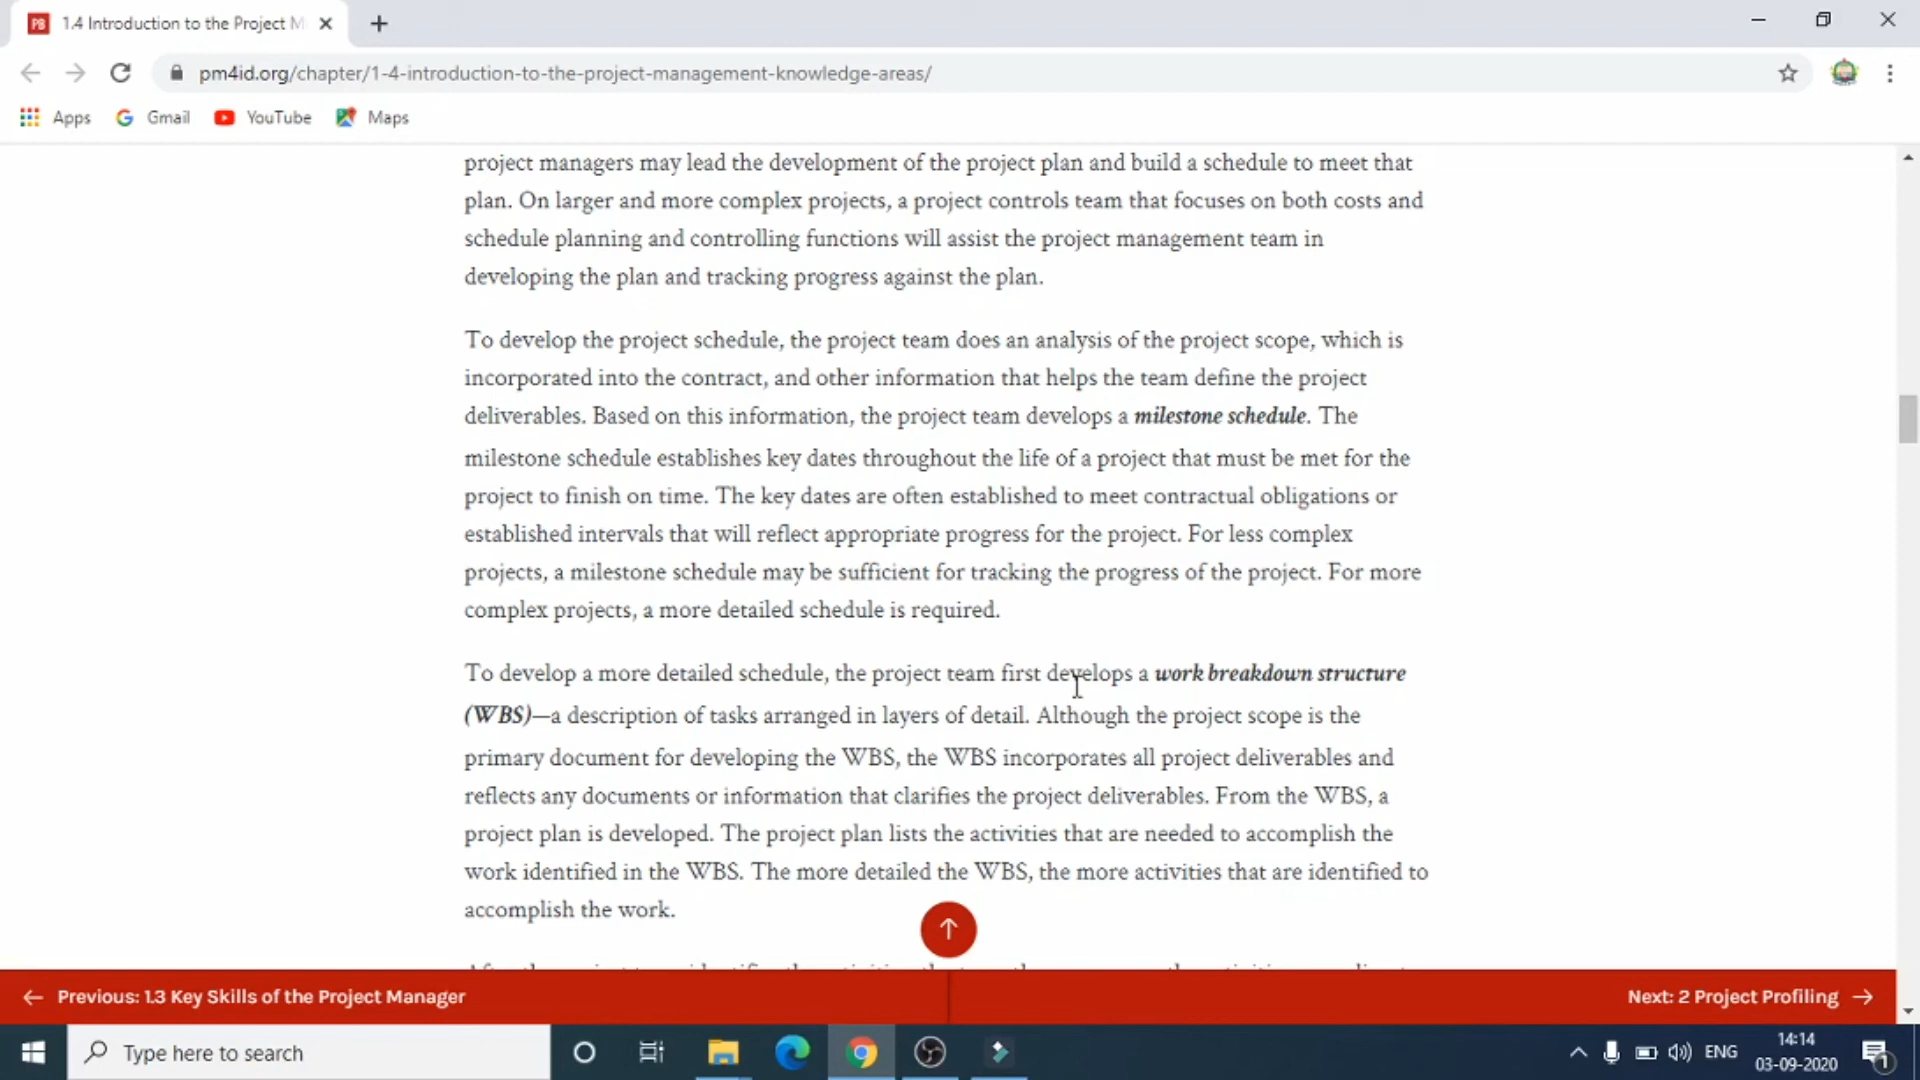 1.4 Introduction to the Project M
pm4id.org/chapter/1-4-introduction-to-the-project-management-knowledge-areas/
Apps Gmail YouTube Maps
project managers may lead the development of the project plan and build a schedule to meet that
plan. On larger and more complex projects, a project controls team that focuses on both costs and
schedule planning and controlling functions will assist the project management team in
developing the plan and tracking progress against the plan.
To develop the project schedule, the project team does an analysis of the project scope, which is
incorporated into the contract, and other information that helps the team define the project
deliverables. Based on this information, the project team develops a milestone schedule. The
milestone schedule establishes key dates throughout the life of a project that must be met for the
project to finish on time. The key dates are often established to meet contractual obligations or
established intervals that will reflect appropriate progress for the project. For less complex
projects, a milestone schedule may be sufficient for tracking the progress of the project. For more
complex projects, a more detailed schedule is required.
To develop a more detailed schedule, the project team first develops a work breakdown structure
(WBS)—a description of tasks arranged in layers of detail. Although the project scope is the
primary document for developing the WBS, the WBS incorporates all project deliverables and
reflects any documents or information that clarifies the project deliverables. From the WBS, a
project plan is developed. The project plan lists the activities that are needed to accomplish the
work identified in the WBS. The more detailed the WBS, the more activities that are identified to
accomplish the work.
Previous: 1.3 Key Skills of the Project Manager
Next: 2 Project Profiling
Type here to search
ENG
14:14
03-09-2020
1